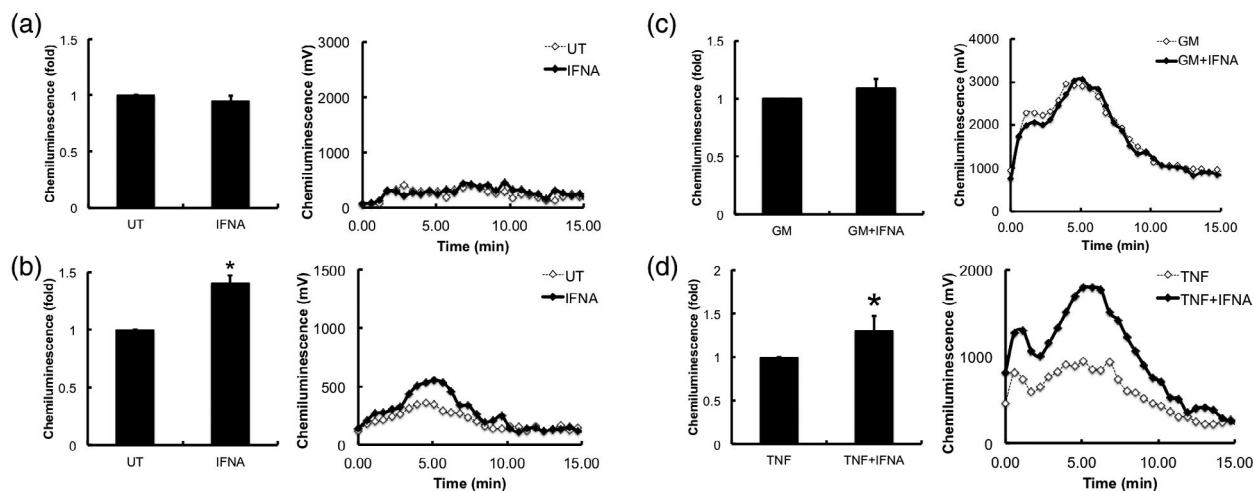 (a)
Chemiluminescence (fold)
1.5
1
0.5
0
UT IFNA
Chemiluminescence (mV)
3000
2000
1000
0
0.00 5.00 10.00 15.00
Time (min)
UT
IFNA
(b)
Chemiluminescence (fold)
1.5
1
0.5
0
*
UT IFNA
Chemiluminescence (mV)
1500
1000
500
0
0.00 5.00 10.00 15.00
Time (min)
UT
IFNA
(c)
Chemiluminescence (fold)
1.5
1
0.5
0
GM GM+IFNA
Chemiluminescence (mV)
4000
3000
2000
1000
0
0.00 5.00 10.00 15.00
Time (min)
GM
GM+IFNA
(d)
Chemiluminescence (fold)
2
1.5
1
0.5
0
*
TNF TNF+IFNA
Chemiluminescence (mV)
2000
1000
0
0.00 5.00 10.00 15.00
Time (min)
TNF
TNF+IFNA